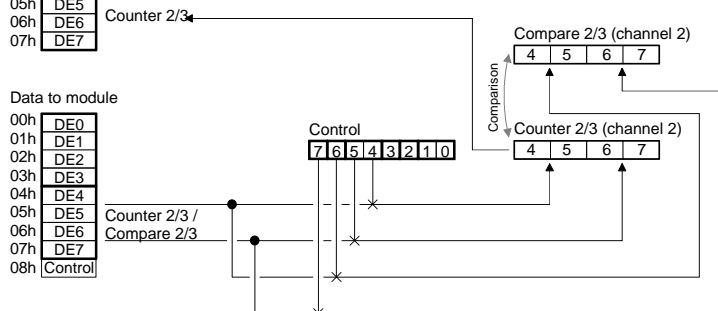 05h DE5
06h DE6 Counter 2/3
07h DE7
Compare 2/3 (channel 2)
4 5 6 7
Comparison
Data to module
00h DE0
01h DE1
02h DE2
03h DE3
04h DE4
05h DE5
06h DE6
07h DE7
08h Control
Counter 2/3 /
Compare 2/3
Control
7 6 5 4 3 2 1 0
Counter 2/3 (channel 2)
4 5 6 7